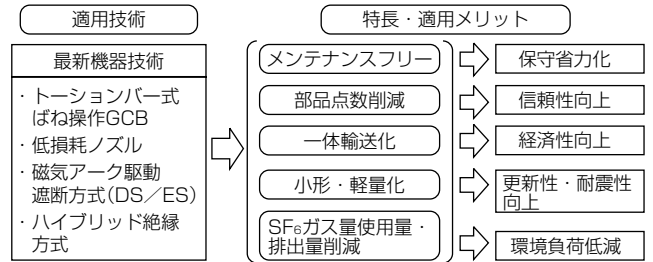 適用技術
特長・適用メリット
最新機器技術
・トーションバー式
ばね操作GCB
・低損耗ノズル
・磁気アーク駆動
遮断方式(DS／ES)
・ハイブリッド絶縁
方式
メンテナンスフリー
保守省力化
部品点数削減
信頼性向上
一体輸送化
経済性向上
小形・軽量化
更新性・耐震性
向上
SF₆ガス量使用量・
排出量削減
環境負荷低減